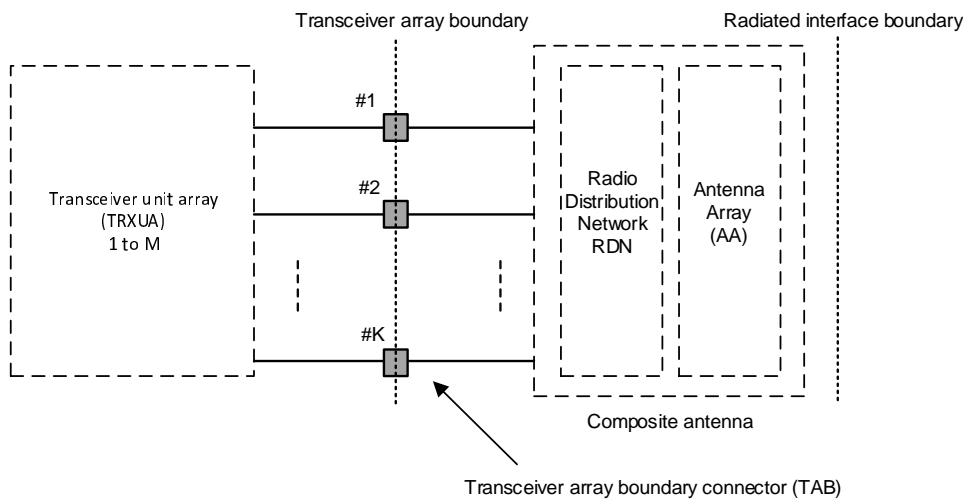 Transceiver array boundary
Radiated interface boundary
#1
#2
#K
Transceiver unit array
(TRXUA)
1 to M
Radio
Distribution
Network
RDN
Antenna
Array
(AA)
Composite antenna
Transceiver array boundary connector (TAB)